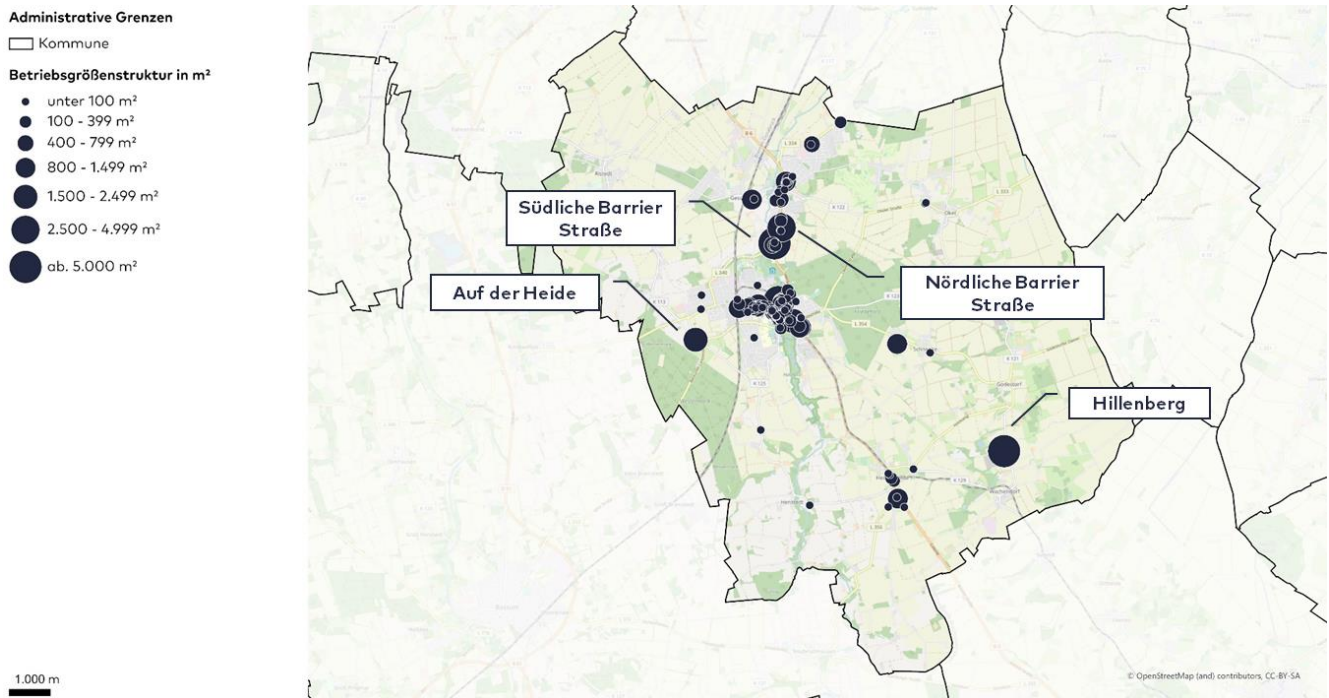 Administrative Grenzen
Kommune
Betriebsgrößenstruktur in m²
unter 100 m²
100 - 399 m²
400 - 799 m²
800 - 1.499 m²
1.500 - 2.499 m²
2.500 - 4.999 m²
ab. 5.000 m²
Südliche Barrier
Straße
Nördliche Barrier
Straße
Auf der Heide
Hillenberg
1.000 m
© OpenStreetMap (and) contributors, CC-BY-SA